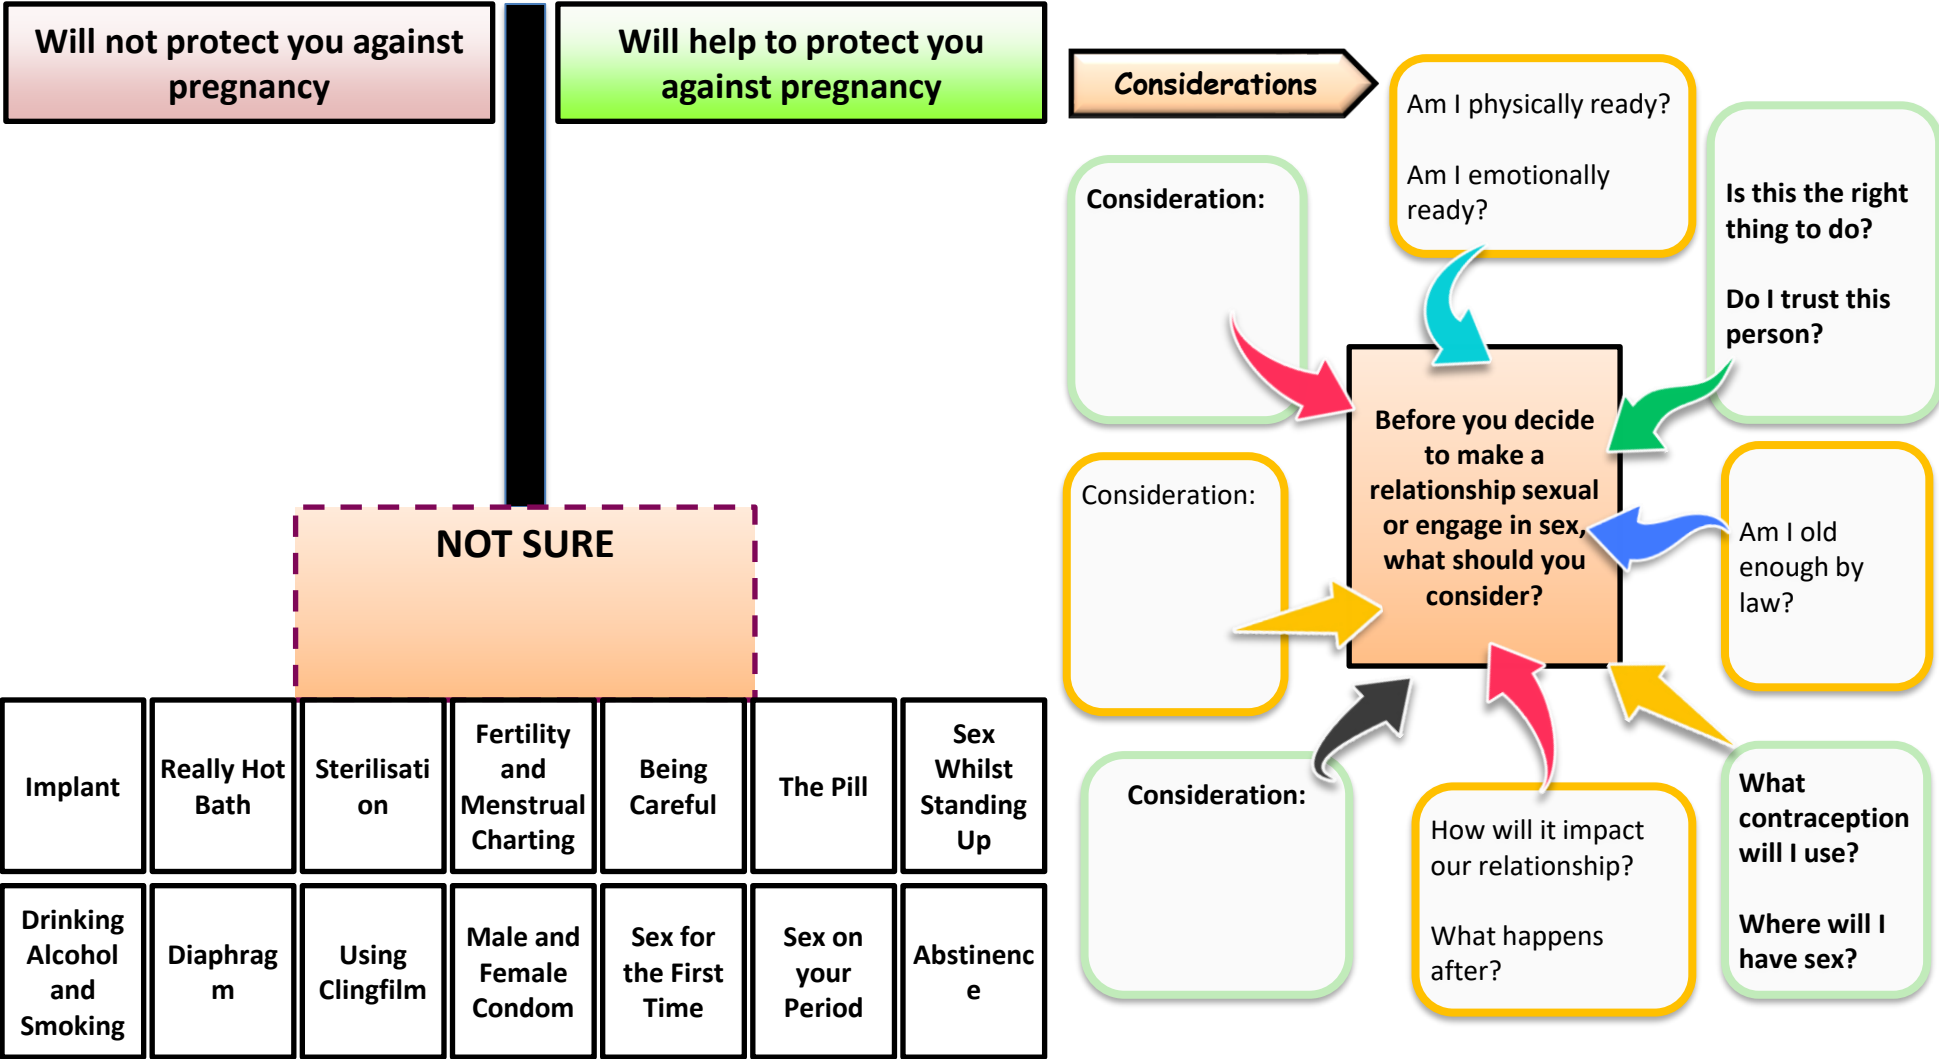 Will not protect you against
pregnancy
Will help to protect you
against pregnancy
NOT SURE
Implant
Really Hot
Bath
Sterilisati
on
Fertility
and
Menstrual
Charting
Being
Careful
The Pill
Sex
Whilst
Standing
Up
Drinking
Alcohol
and
Smoking
Diaphrag
m
Using
Clingfilm
Male and
Female
Condom
Sex for
the First
Time
Sex on
your
Period
Abstinenc
e
Considerations
Am I physically ready?
Am I emotionally
ready?
Consideration:
Is this the right
thing to do?
Do I trust this
person?
Before you decide
to make a
relationship sexual
or engage in sex,
what should you
consider?
Consideration:
Am I old
enough by
law?
Consideration:
How will it impact
our relationship?
What happens
after?
What
contraception
will I use?
Where will I
have sex?